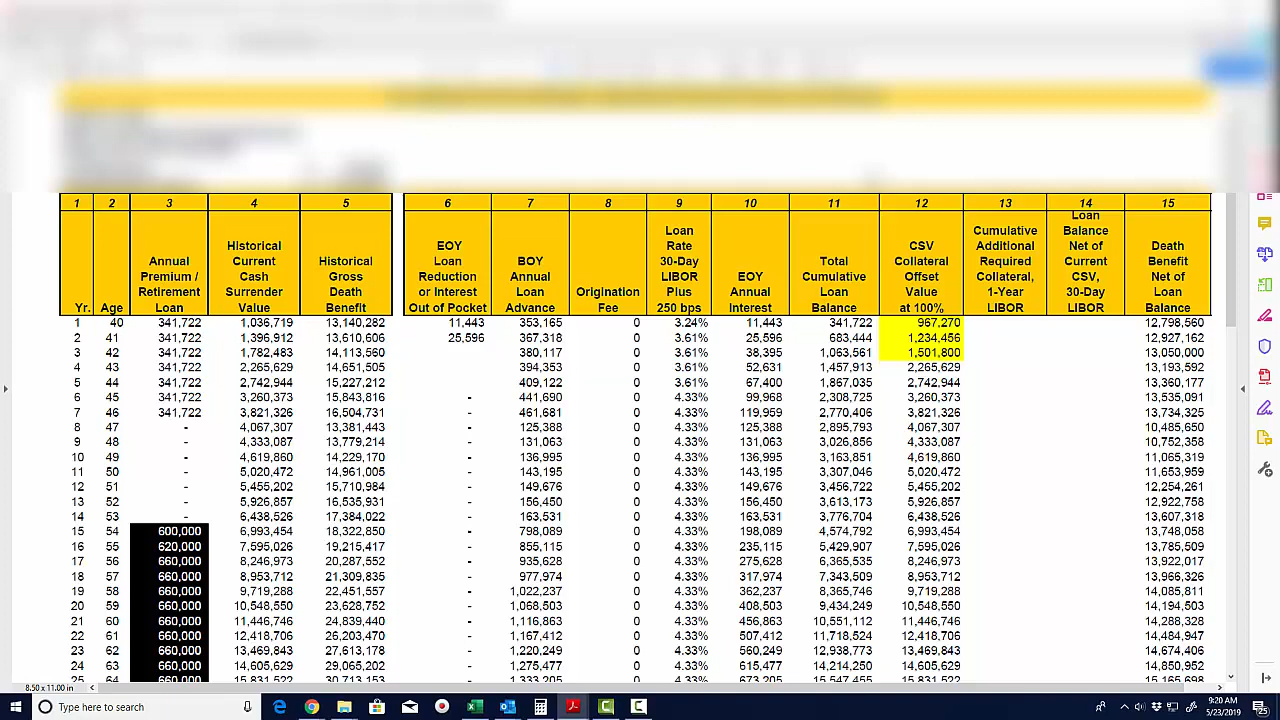 1 2 3 4 5 6 7 8 9 10 11 12 13 14 15
Yr. Age Annual Premium / Retirement Loan Historical Current Cash Surrender Value Historical Gross Death Benefit EOY Loan Reduction or Interest Out of Pocket BOY Annual Loan Advance Origination Fee Loan Rate 30-Day LIBOR Plus 250 bps EOY Annual Interest Total Cumulative Loan Balance CSV Collateral Offset Value at 100% Cumulative Additional Required Collateral, 1-Year LIBOR Loan Balance Net of Current CSV, 30-Day LIBOR Death Benefit Net of Loan Balance
1 40 341,722 1,036,719 13,140,282 11,443 353,165 0 3.24% 11,443 341,722 967,270 12,798,560
2 41 341,722 1,396,912 13,610,606 25,596 367,318 0 3.61% 25,596 683,444 1,234,456 12,927,162
3 42 341,722 1,782,483 14,113,560 380,117 0 3.61% 38,395 1,063,561 1,501,800 13,050,000
4 43 341,722 2,265,629 14,651,505 394,353 0 3.61% 52,631 1,457,913 2,265,629 13,193,592
5 44 341,722 2,742,944 15,227,212 409,122 0 3.61% 67,400 1,867,035 2,742,944 13,360,177
6 45 341,722 3,260,373 15,843,816 - 441,690 0 4.33% 99,968 2,308,725 3,260,373 13,535,091
7 46 341,722 3,821,326 16,504,731 - 461,681 0 4.33% 119,959 2,770,406 3,821,326 13,734,325
8 47 - 4,067,307 13,381,443 - 125,388 0 4.33% 125,388 2,895,793 4,067,307 10,485,650
9 48 - 4,333,087 13,779,214 - 131,063 0 4.33% 131,063 3,026,856 4,333,087 10,752,358
10 49 - 4,619,860 14,229,170 - 136,995 0 4.33% 136,995 3,163,851 4,619,860 11,065,319
11 50 - 5,020,472 14,961,005 - 143,195 0 4.33% 143,195 3,307,046 5,020,472 11,653,959
12 51 - 5,455,202 15,710,984 - 149,676 0 4.33% 149,676 3,456,722 5,455,202 12,254,261
13 52 - 5,926,857 16,535,931 - 156,450 0 4.33% 156,450 3,613,173 5,926,857 12,922,758
14 53 - 6,438,526 17,384,022 - 163,531 0 4.33% 163,531 3,776,704 6,438,526 13,607,318
15 54 600,000 6,993,454 18,322,850 - 798,089 0 4.33% 198,089 4,574,792 6,993,454 13,748,058
16 55 620,000 7,595,026 19,215,417 - 855,115 0 4.33% 235,115 5,429,907 7,595,026 13,785,509
17 56 660,000 8,246,973 20,287,552 - 935,628 0 4.33% 275,628 6,365,535 8,246,973 13,922,017
18 57 660,000 8,953,712 21,309,835 - 977,974 0 4.33% 317,974 7,343,509 8,953,712 13,966,326
19 58 660,000 9,719,288 22,451,557 - 1,022,237 0 4.33% 362,237 8,365,746 9,719,288 14,085,811
20 59 660,000 10,548,550 23,628,752 - 1,068,503 0 4.33% 408,503 9,434,249 10,548,550 14,194,503
21 60 660,000 11,446,746 24,839,440 - 1,116,863 0 4.33% 456,863 10,551,112 11,446,746 14,288,328
22 61 660,000 12,418,706 26,203,470 - 1,167,412 0 4.33% 507,412 11,718,524 12,418,706 14,484,947
23 62 660,000 13,469,843 27,613,178 - 1,220,249 0 4.33% 560,249 12,938,773 13,469,843 14,674,406
24 63 660,000 14,605,629 29,065,202 - 1,275,477 0 4.33% 615,477 14,214,250 14,605,629 14,850,952
25 64 660,000 15,831,522 30,713,153 - 1,333,205 0 4.33% 673,205 15,547,455 15,831,522 15,165,698
8.50 x 11.00 in
Type here to search
9:20 AM
5/23/2019